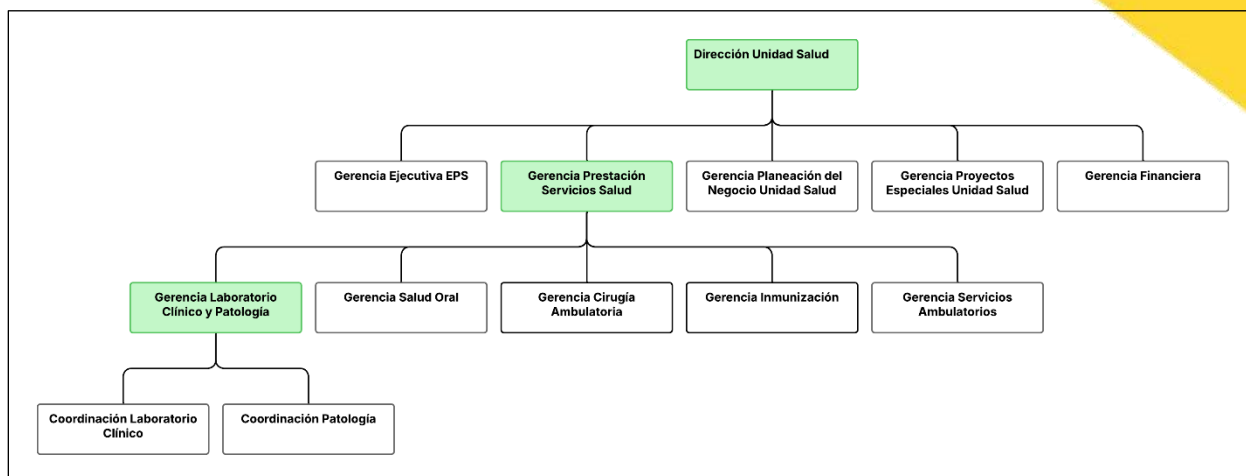 Dirección Unidad Salud
Gerencia Ejecutiva EPS
Gerencia Prestación
Servicios Salud
Gerencia Planeación del
Negocio Unidad Salud
Gerencia Proyectos
Especiales Unidad Salud
Gerencia Financiera
Gerencia Laboratorio
Clínico y Patología
Gerencia Salud Oral
Gerencia Cirugía
Ambulatoria
Gerencia Inmunización
Gerencia Servicios
Ambulatorios
Coordinación Laboratorio
Clínico
Coordinación Patología